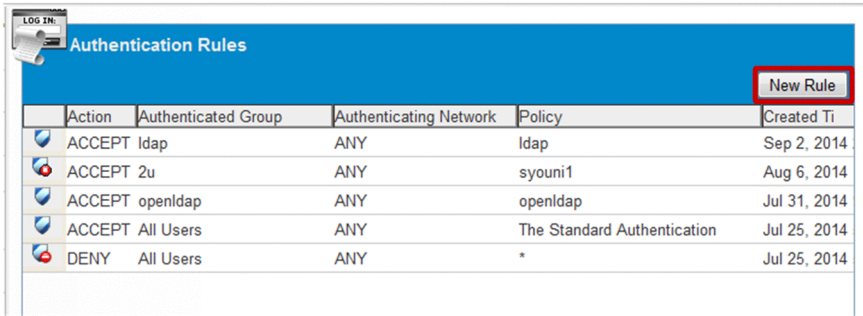 LOG IN:
Authentication Rules
New Rule
Action Authenticated Group Authenticating Network Policy Created Ti
ACCEPT ldap ANY ldap Sep 2, 2014
ACCEPT 2u ANY syouni1 Aug 6, 2014
ACCEPT openldap ANY openldap Jul 31, 2014
ACCEPT All Users ANY The Standard Authentication Jul 25, 2014
DENY All Users ANY * Jul 25, 2014